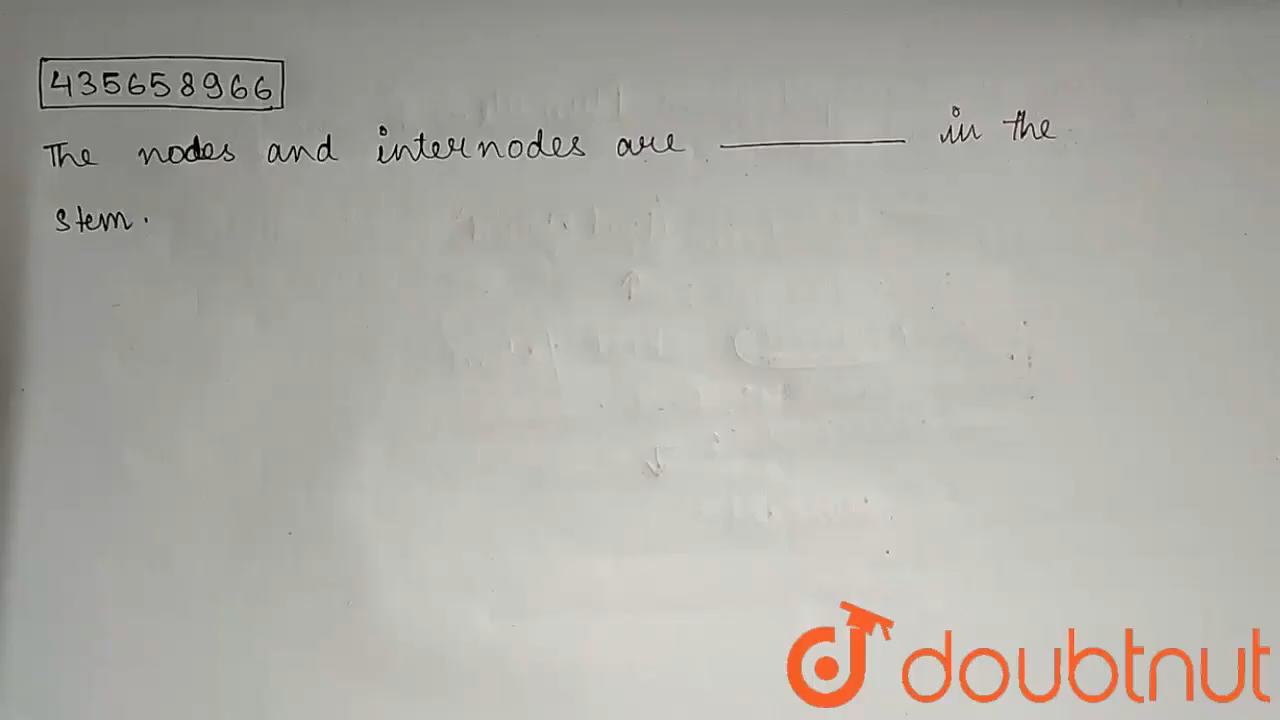 435658966
The nodes and internodes are ________ in the
stem.
doubtnut